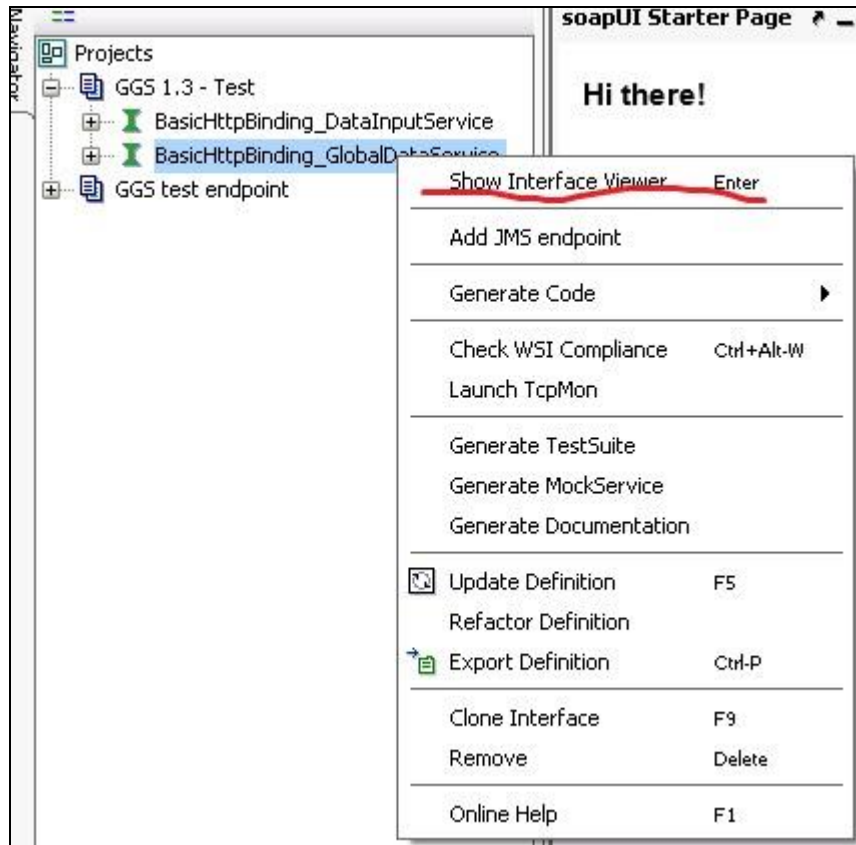 Navigator
soapUI Starter Page
Projects
GGS 1.3 - Test
Hi there!
BasicHttpBinding_DataInputService
BasicHttpBinding_GlobalDataService
GGS test endpoint
Show Interface Viewer Enter
Add JMS endpoint
Generate Code
Check WSI Compliance Ctrl+Alt-W
Launch TcpMon
Generate TestSuite
Generate MockService
Generate Documentation
Update Definition F5
Refactor Definition
Export Definition Ctrl-P
Clone Interface F9
Remove Delete
Online Help F1